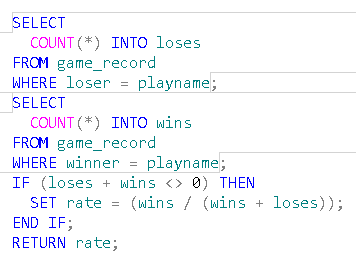 SELECT
COUNT(*) INTO loses
FROM game_record
WHERE loser = playname;
SELECT
COUNT(*) INTO wins
FROM game_record
WHERE winner = playname;
IF (loses + wins <> 0) THEN
SET rate = (wins / (wins + loses));
END IF;
RETURN rate;